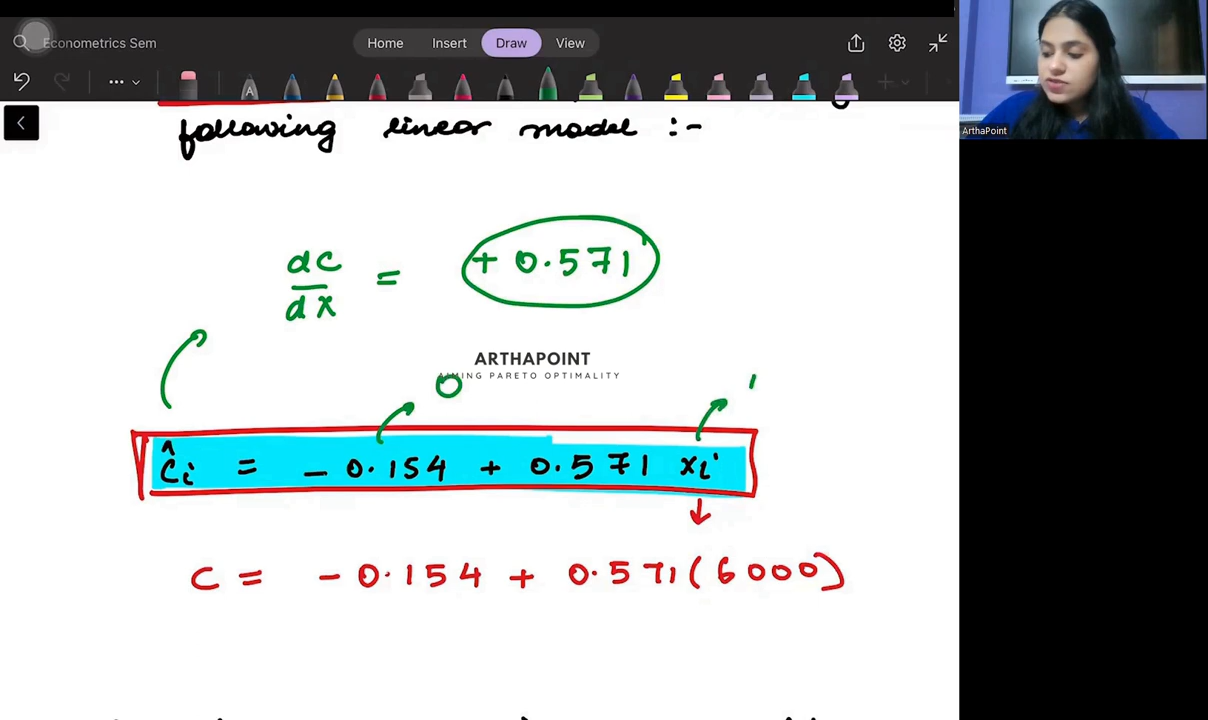 Econometrics Sem
Home Insert Draw View
A
ArthaPoint
following linear model :-
dc/dx = + 0.571
ARTHAPOINT
AIMING PARETO OPTIMALITY
0 1
Ĉi = - 0.154 + 0.571 xi
C = - 0.154 + 0.571 (6000)